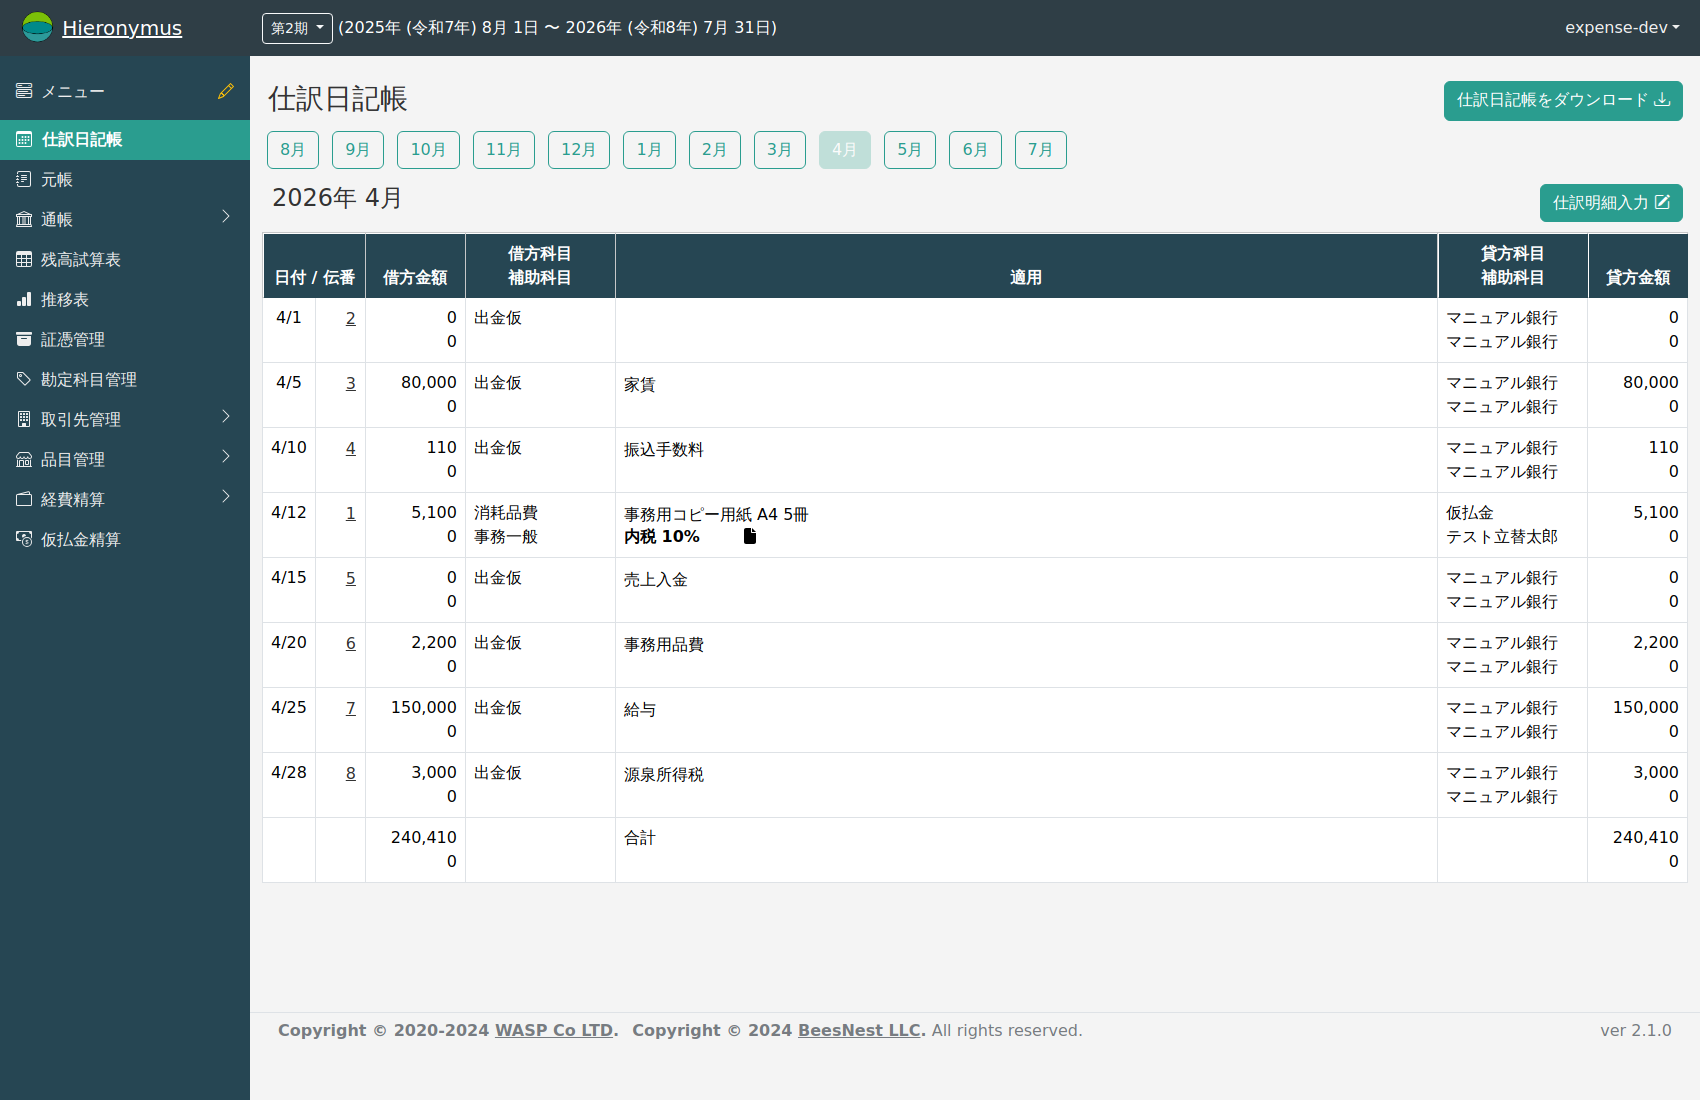 Hieronymus
第2期 (2025年 (令和7年) 8月 1日 〜 2026年 (令和8年) 7月 31日)
expense-dev
メニュー
仕訳日記帳
元帳
通帳
残高試算表
推移表
証憑管理
勘定科目管理
取引先管理
品目管理
経費精算
仮払金精算
仕訳日記帳
仕訳日記帳をダウンロード
8月 9月 10月 11月 12月 1月 2月 3月 4月 5月 6月 7月
2026年 4月
仕訳明細入力
日付 / 伝番 借方金額 借方科目 補助科目 適用 貸方科目 補助科目 貸方金額
4/1 2 0 出金仮 マニュアル銀行 0
0 マニュアル銀行 0
4/5 3 80,000 出金仮 家賃 マニュアル銀行 80,000
0 マニュアル銀行 0
4/10 4 110 出金仮 振込手数料 マニュアル銀行 110
0 マニュアル銀行 0
4/12 1 5,100 消耗品費 事務用コピー用紙 A4 5冊 仮払金 5,100
0 事務一般 内税 10% テスト立替太郎 0
4/15 5 0 出金仮 売上入金 マニュアル銀行 0
0 マニュアル銀行 0
4/20 6 2,200 出金仮 事務用品費 マニュアル銀行 2,200
0 マニュアル銀行 0
4/25 7 150,000 出金仮 給与 マニュアル銀行 150,000
0 マニュアル銀行 0
4/28 8 3,000 出金仮 源泉所得税 マニュアル銀行 3,000
0 マニュアル銀行 0
240,410 合計 240,410
0 0
Copyright © 2020-2024 WASP Co LTD. Copyright © 2024 BeesNest LLC. All rights reserved.
ver 2.1.0